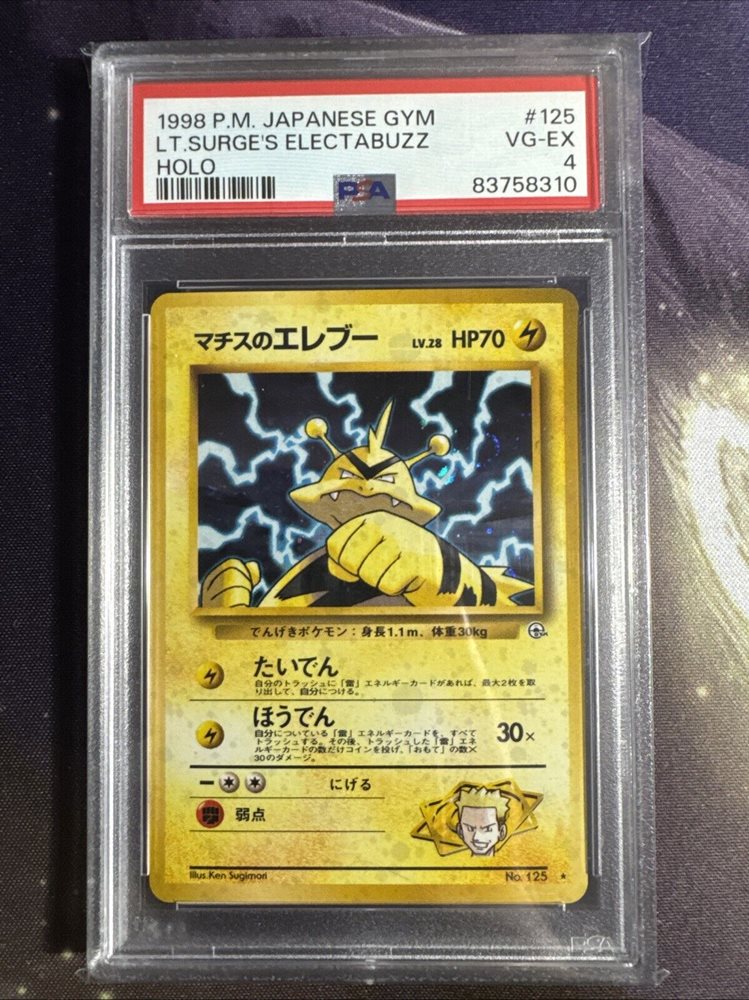 1998 P.M. JAPANESE GYM #125
LT.SURGE'S ELECTABUZZ VG-EX
HOLO 4
PSA 83758310
マチスのエレブー LV.28 HP70
でんげきポケモン：身長1.1m、体重30kg
たいでん
自分のトラッシュに「雷」エネルギーカードがあれば、最大2枚を取
り出して、自分につける。
ほうでん 30×
自分についている「雷」エネルギーカードを、すべて
トラッシュする。その後、トラッシュした「雷」エネ
ルギーカードの数だけコインを投げ、「おもて」の数×
30のダメージ。
にげる
弱点
Illus.Ken Sugimori No. 125 ★
PSA